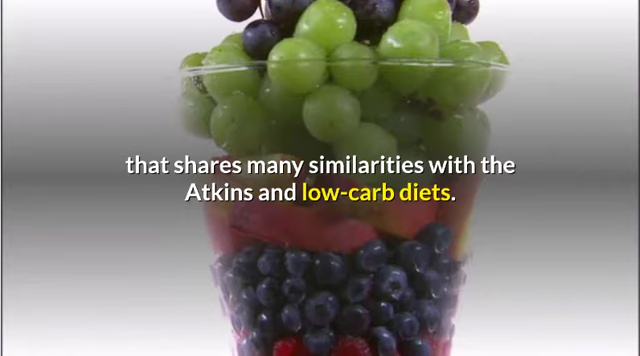 that shares many similarities with the
Atkins and low-carb diets.